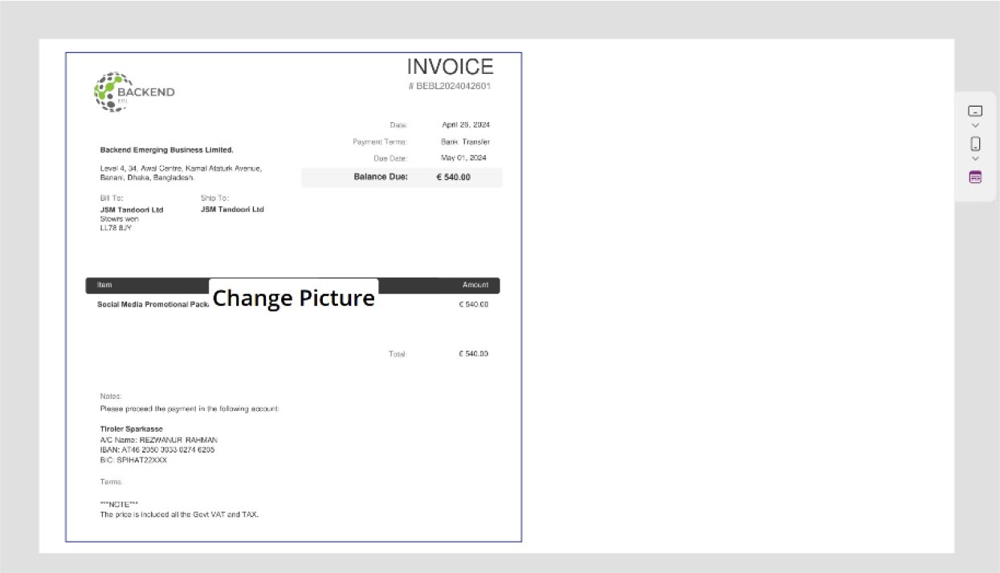 INVOICE
# BEBL2024042601
BACKEND
EBL
Date: April 26, 2024
Payment Terms: Bank Transfer
Due Date: May 01, 2024
Balance Due: € 540.00
Backend Emerging Business Limited.
Level 4, 34, Awal Centre, Kamal Ataturk Avenue,
Banani, Dhaka, Bangladesh.
Bill To: Ship To:
JSM Tandoori Ltd JSM Tandoori Ltd
Stowrs wen
LL78 8JY
Item Amount
Change Picture
Social Media Promotional € 540.00
Total: € 540.00
Notes:
Please proceed the payment in the following account:
Tiroler Sparkasse
A/C Name: REZWANUR RAHMAN
IBAN: AT46 2050 3033 0274 6205
BIC: SPIHAT22XXX
Terms:
***NOTE***
The price is included all the Govt VAT and TAX.